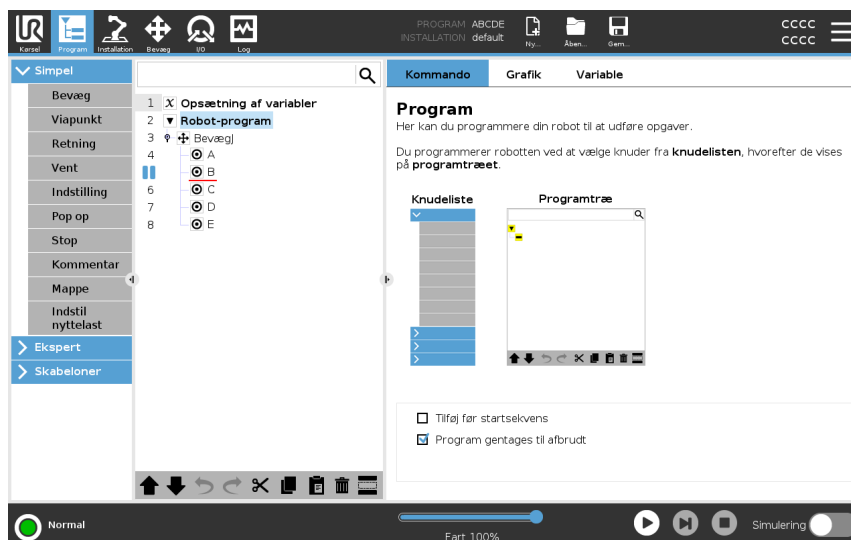 PROGRAM ABCDE
INSTALLATION default
UR
Kørsel
Program
Installation
Bevæg
I/O
Log
Ny...
Åben...
Gem...
CCCC
CCCC
Simpel
Bevæg
Viapunkt
Retning
Vent
Indstilling
Pop op
Stop
Kommentar
Mappe
Indstil
nyttelast
Ekspert
Skabeloner
1 X Opsætning af variabler
2 Robot-program
3 BevægJ
4 A
B
6 C
7 D
8 E
Kommando Grafik Variable
Program
Her kan du programmere din robot til at udføre opgaver.
Du programmerer robotten ved at vælge knuder fra knudelisten, hvorefter de vises
på programtræet.
Knudeliste
Programtræ
Tilføj før startsekvens
Program gentages til afbrudt
Normal
Fart 100%
Simulering